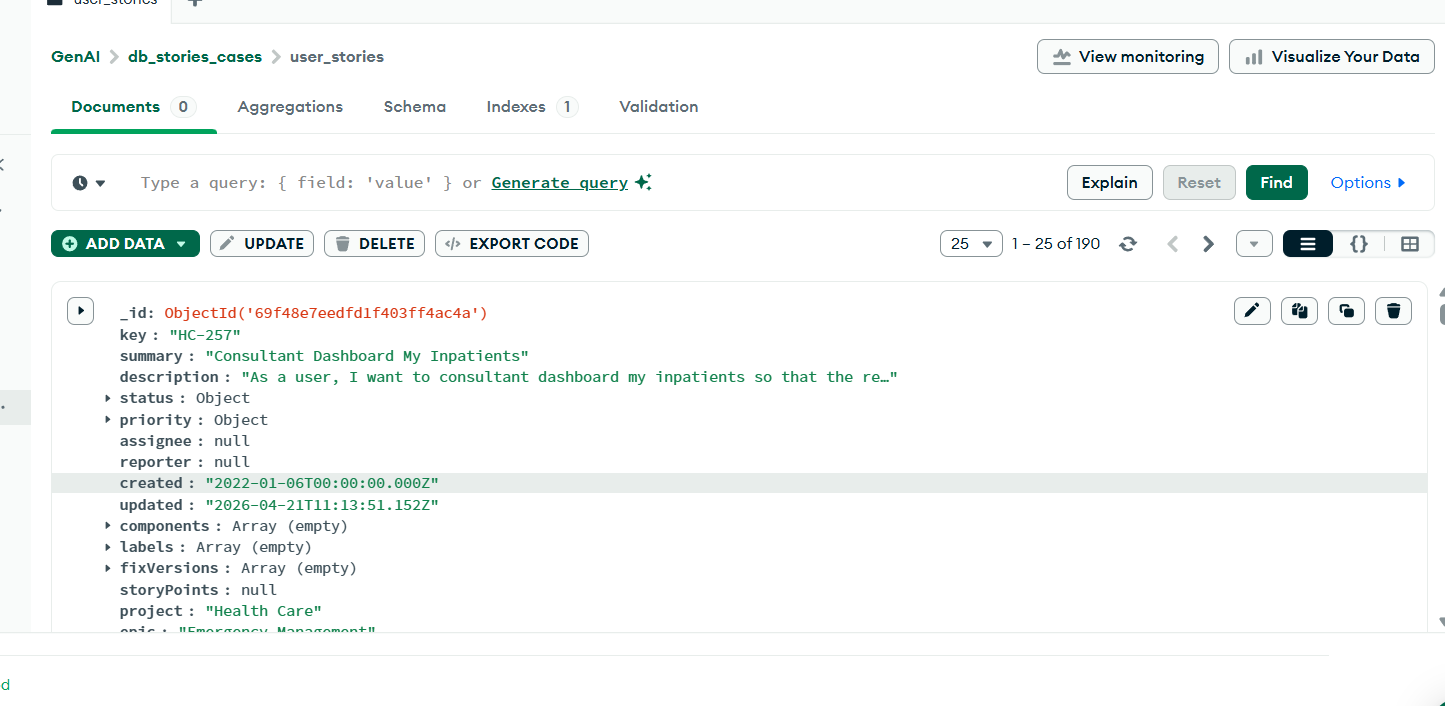 user_stories
GenAI > db_stories_cases > user_stories
View monitoring
Visualize Your Data
Documents 0
Aggregations
Schema
Indexes 1
Validation
Type a query: { field: 'value' } or Generate query
Explain
Reset
Find
Options
ADD DATA
UPDATE
DELETE
</> EXPORT CODE
25
1 – 25 of 190
{}
_id: ObjectId('69f48e7eedfd1f403ff4ac4a')
key : "HC-257"
summary : "Consultant Dashboard My Inpatients"
description : "As a user, I want to consultant dashboard my inpatients so that the re…"
status : Object
priority : Object
assignee : null
reporter : null
created : "2022-01-06T00:00:00.000Z"
updated : "2026-04-21T11:13:51.152Z"
components : Array (empty)
labels : Array (empty)
fixVersions : Array (empty)
storyPoints : null
project : "Health Care"
epic : "Emergency Management"